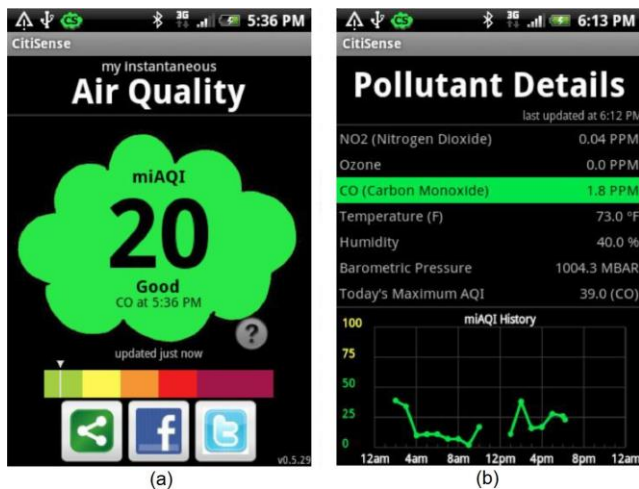 CS 3G 5:36 PM
CitiSense
my instantaneous
Air Quality
miAQI
20
Good
CO at 5:36 PM
?
updated just now
f
t
v0.5.29
(a)
CS 3G 6:13 PM
CitiSense
Pollutant Details
last updated at 6:12 PM
NO2 (Nitrogen Dioxide) 0.04 PPM
Ozone 0.0 PPM
CO (Carbon Monoxide) 1.8 PPM
Temperature (F) 73.0 °F
Humidity 40.0 %
Barometric Pressure 1004.3 MBAR
Today's Maximum AQI 39.0 (CO)
miAQI History
100
75
50
25
0
12am 4am 8am 12pm 4pm 8pm 12am
(b)